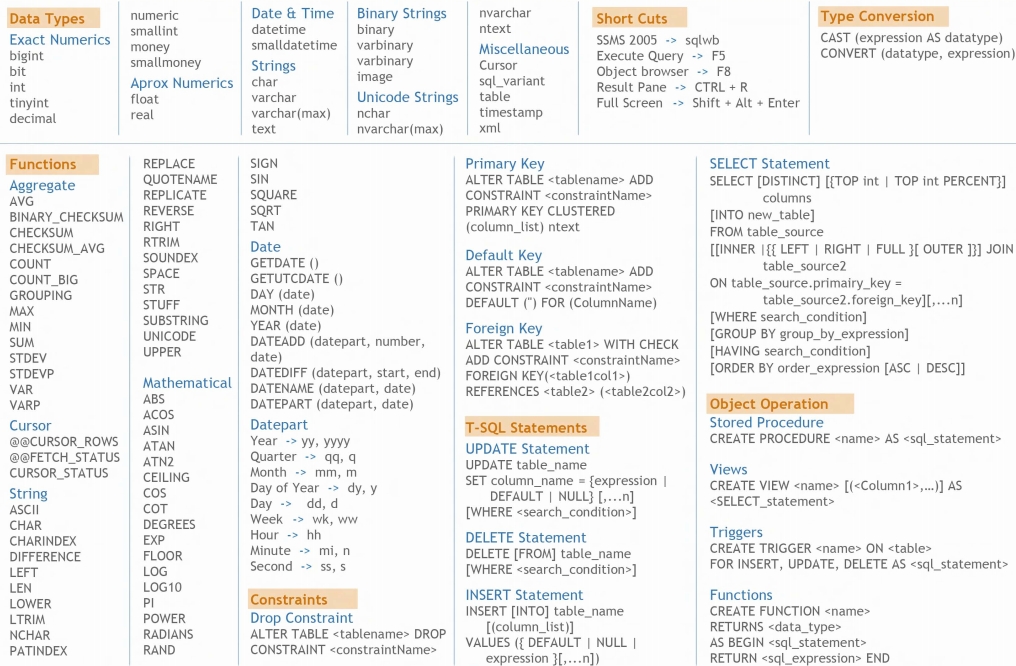 Data Types
Exact Numerics
bigint
bit
int
tinyint
decimal
numeric
smallint
money
smallmoney
Aprox Numerics
float
real
Date & Time
datetime
smalldatetime
Strings
char
varchar
varchar(max)
text
Binary Strings
binary
varbinary
varbinary
image
Unicode Strings
nchar
nvarchar(max)
nvarchar
ntext
Miscellaneous
Cursor
sql_variant
table
timestamp
xml
Short Cuts
SSMS 2005 -> sqlwb
Execute Query -> F5
Object browser -> F8
Result Pane -> CTRL + R
Full Screen -> Shift + Alt + Enter
Type Conversion
CAST (expression AS datatype)
CONVERT (datatype, expression)
Functions
Aggregate
AVG
BINARY_CHECKSUM
CHECKSUM
CHECKSUM_AVG
COUNT
COUNT_BIG
GROUPING
MAX
MIN
SUM
STDEV
STDEVP
VAR
VARP
Cursor
@@CURSOR_ROWS
@@FETCH_STATUS
CURSOR_STATUS
String
ASCII
CHAR
CHARINDEX
DIFFERENCE
LEFT
LEN
LOWER
LTRIM
NCHAR
PATINDEX
REPLACE
QUOTENAME
REPLICATE
REVERSE
RIGHT
RTRIM
SOUNDEX
SPACE
STR
STUFF
SUBSTRING
UNICODE
UPPER
Mathematical
ABS
ACOS
ASIN
ATAN
ATN2
CEILING
COS
COT
DEGREES
EXP
FLOOR
LOG
LOG10
PI
POWER
RADIANS
RAND
SIGN
SIN
SQUARE
SQRT
TAN
Date
GETDATE ()
GETUTCDATE ()
DAY (date)
MONTH (date)
YEAR (date)
DATEADD (datepart, number,
date)
DATEDIFF (datepart, start, end)
DATENAME (datepart, date)
DATEPART (datepart, date)
Datepart
Year -> yy, yyyy
Quarter -> qq, q
Month -> mm, m
Day of Year -> dy, y
Day -> dd, d
Week -> wk, ww
Hour -> hh
Minute -> mi, n
Second -> ss, s
Constraints
Drop Constraint
ALTER TABLE <tablename> DROP
CONSTRAINT <constraintName>
Primary Key
ALTER TABLE <tablename> ADD
CONSTRAINT <constraintName>
PRIMARY KEY CLUSTERED
(column_list) ntext
Default Key
ALTER TABLE <tablename> ADD
CONSTRAINT <constraintName>
DEFAULT ('') FOR (ColumnName)
Foreign Key
ALTER TABLE <table1> WITH CHECK
ADD CONSTRAINT <constraintName>
FOREIGN KEY(<table1col1>)
REFERENCES <table2> (<table2col2>)
T-SQL Statements
UPDATE Statement
UPDATE table_name
SET column_name = {expression |
DEFAULT | NULL} [,...n]
[WHERE <search_condition>]
DELETE Statement
DELETE [FROM] table_name
[WHERE <search_condition>]
INSERT Statement
INSERT [INTO] table_name
[(column_list)]
VALUES ({ DEFAULT | NULL |
expression }[,...n])
SELECT Statement
SELECT [DISTINCT] [{TOP int | TOP int PERCENT}]
columns
[INTO new_table]
FROM table_source
[[INNER |{{ LEFT | RIGHT | FULL }[ OUTER ]}] JOIN
table_source2
ON table_source.primairy_key =
table_source2.foreign_key][,...n]
[WHERE search_condition]
[GROUP BY group_by_expression]
[HAVING search_condition]
[ORDER BY order_expression [ASC | DESC]]
Object Operation
Stored Procedure
CREATE PROCEDURE <name> AS <sql_statement>
Views
CREATE VIEW <name> [(<Column1>,…)] AS
<SELECT_statement>
Triggers
CREATE TRIGGER <name> ON <table>
FOR INSERT, UPDATE, DELETE AS <sql_statement>
Functions
CREATE FUNCTION <name>
RETURNS <data_type>
AS BEGIN <sql_statement>
RETURN <sql_expression> END